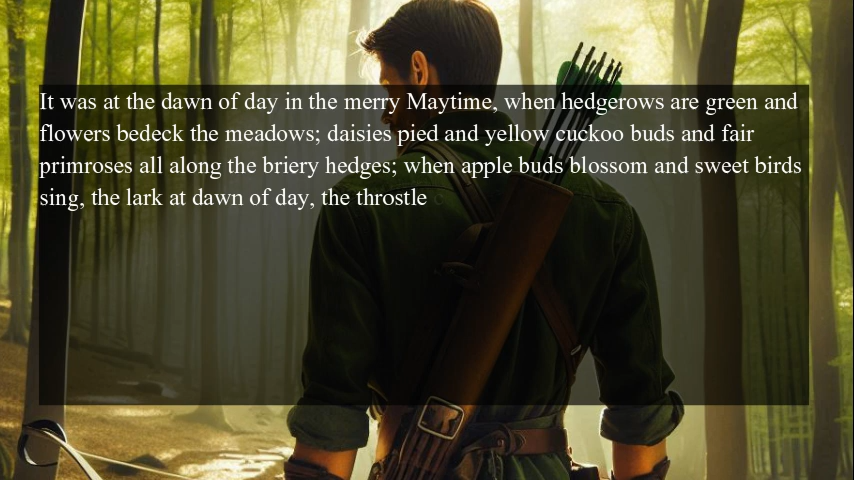 It was at the dawn of day in the merry Maytime, when hedgerows are green and
flowers bedeck the meadows; daisies pied and yellow cuckoo buds and fair
primroses all along the briery hedges; when apple buds blossom and sweet birds
sing, the lark at dawn of day, the throstle